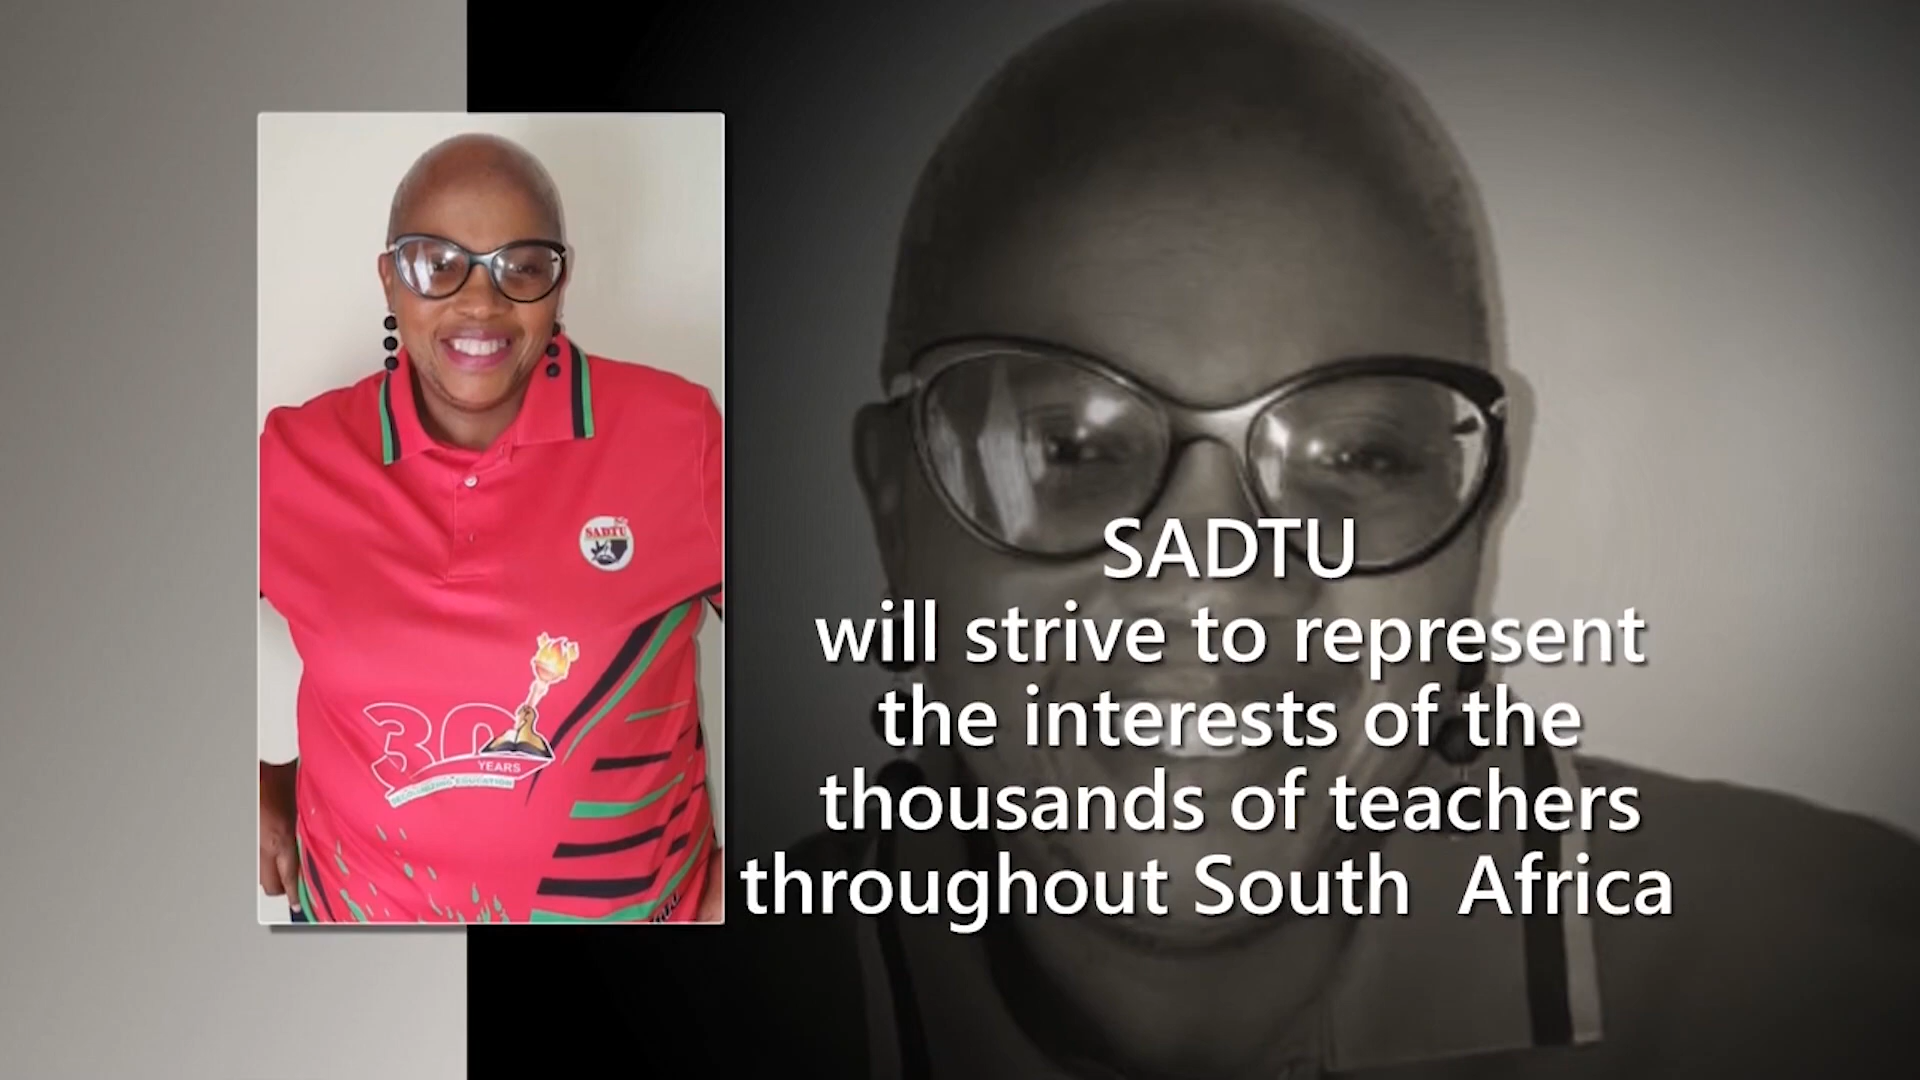 SADTU
30
YEARS
SADTU
will strive to represent
the interests of the
thousands of teachers
throughout South  Africa